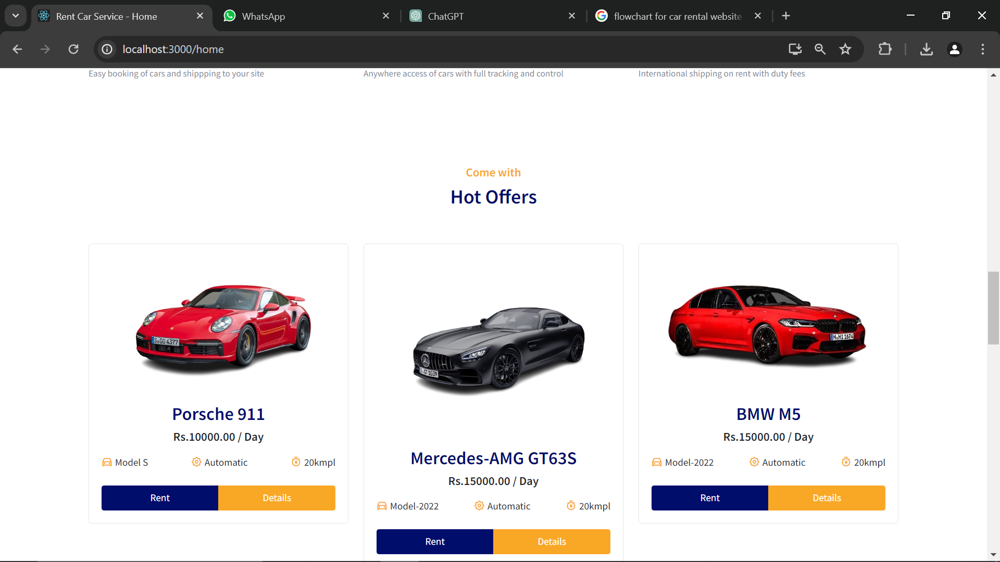 Rent Car Service - Home
WhatsApp
ChatGPT
flowchart for car rental website
localhost:3000/home
Easy booking of cars and shippping to your site
Anywhere access of cars with full tracking and control
International shipping on rent with duty fees
Come with
Hot Offers
S GO 4377
Porsche 911
Rs.10000.00 / Day
Model S
Automatic
20kmpl
Rent
Details
S GT 1039
Mercedes-AMG GT63S
Rs.15000.00 / Day
Model-2022
Automatic
20kmpl
Rent
Details
M HI 1674
BMW M5
Rs.15000.00 / Day
Model-2022
Automatic
20kmpl
Rent
Details